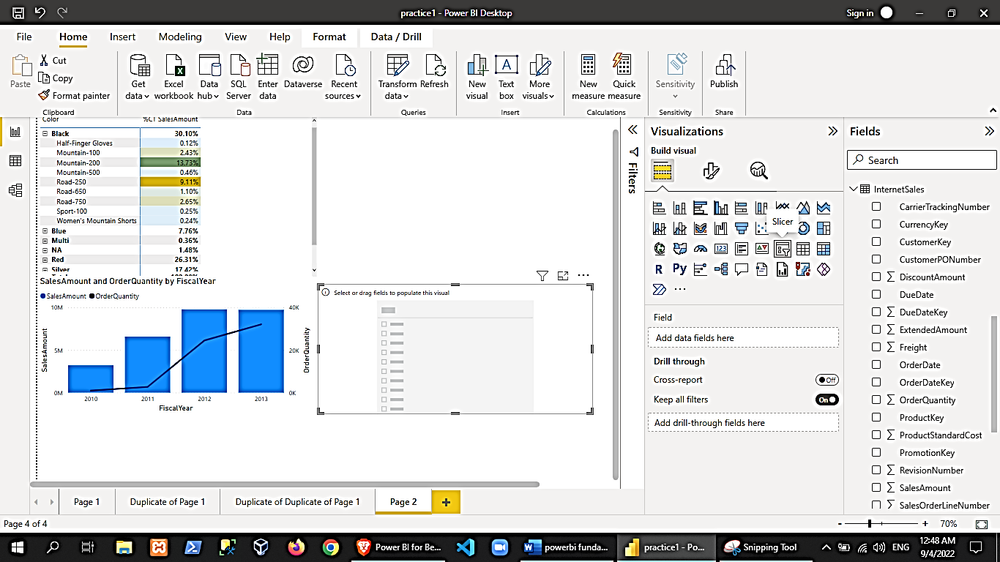 practice1 - Power BI Desktop
Sign in
File Home Insert Modeling View Help Format Data / Drill
Paste
Cut
Copy
Format painter
Clipboard
Get data
Excel workbook
Data hub
SQL Server
Enter data
Dataverse
Recent sources
Data
Transform data
Refresh
Queries
New visual
Text box
More visuals
Insert
New measure
Quick measure
Calculations
Sensitivity
Sensitivity
Publish
Share
Color %CT SalesAmount
Black 30.10%
Half-Finger Gloves 0.12%
Mountain-100 2.43%
Mountain-200 13.73%
Mountain-500 0.46%
Road-250 9.11%
Road-650 1.10%
Road-750 2.65%
Sport-100 0.25%
Women's Mountain Shorts 0.24%
Blue 7.76%
Multi 0.36%
NA 1.48%
Red 26.31%
Silver 17.42%
SalesAmount and OrderQuantity by FiscalYear
SalesAmount OrderQuantity
10M
5M
0M
SalesAmount
40K
20K
0K
OrderQuantity
2010 2011 2012 2013
FiscalYear
Select or drag fields to populate this visual
Filters
Visualizations
Build visual
Slicer
123
R Py
Field
Add data fields here
Drill through
Cross-report Off
Keep all filters On
Add drill-through fields here
Fields
Search
InternetSales
CarrierTrackingNumber
CurrencyKey
CustomerKey
CustomerPONumber
DiscountAmount
DueDate
DueDateKey
ExtendedAmount
Freight
OrderDate
OrderDateKey
OrderQuantity
ProductKey
ProductStandardCost
PromotionKey
RevisionNumber
SalesAmount
SalesOrderLineNumber
Page 1 Duplicate of Page 1 Duplicate of Duplicate of Page 1 Page 2
Page 4 of 4
- + 70%
Power BI for Be...
powerbi funda...
practice1 - Po...
Snipping Tool
ENG
12:48 AM
9/4/2022